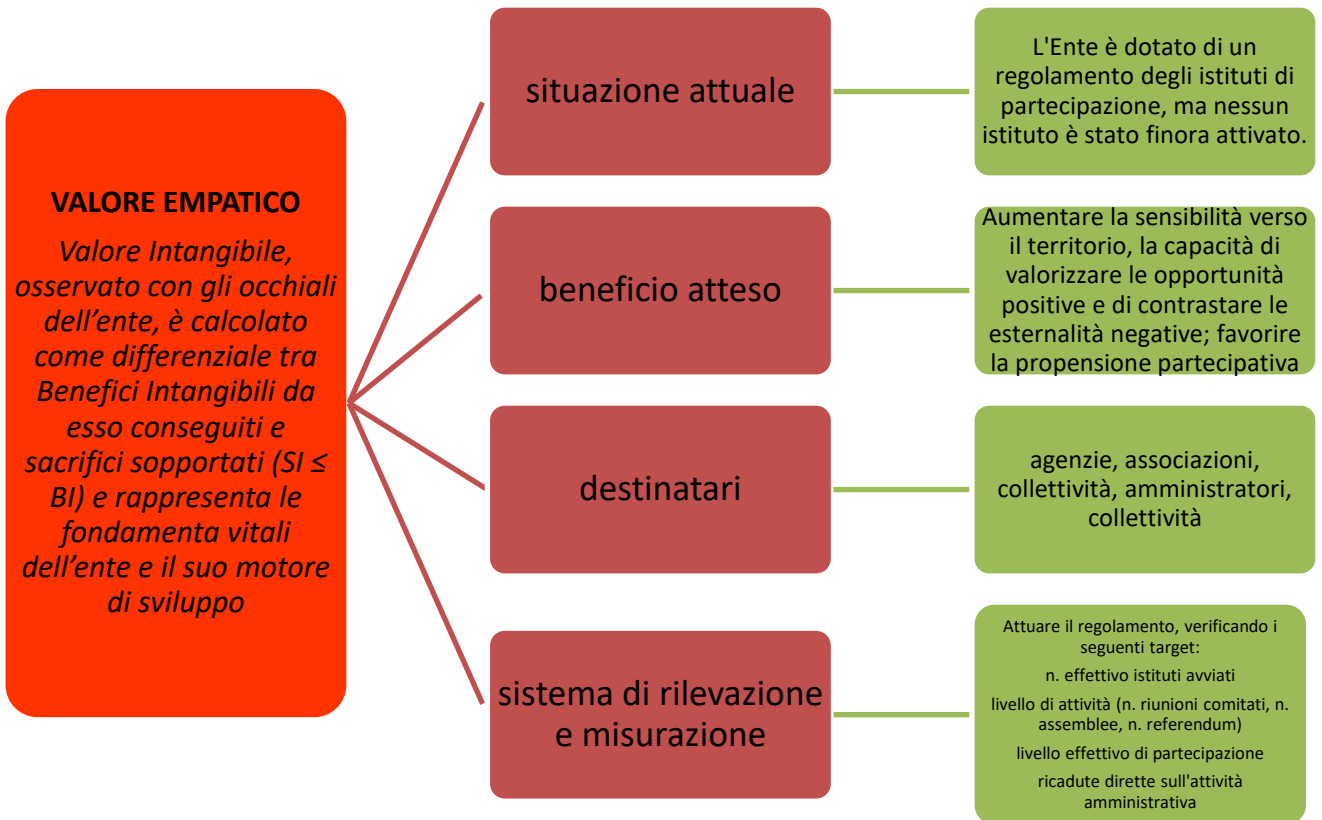 VALORE EMPATICO
Valore Intangibile,
osservato con gli occhiali
dell’ente, è calcolato
come differenziale tra
Benefici Intangibili da
esso conseguiti e
sacrifici sopportati (SI ≤
BI) e rappresenta le
fondamenta vitali
dell’ente e il suo motore
di sviluppo
situazione attuale
L'Ente è dotato di un
regolamento degli istituti di
partecipazione, ma nessun
istituto è stato finora attivato.
beneficio atteso
Aumentare la sensibilità verso
il territorio, la capacità di
valorizzare le opportunità
positive e di contrastare le
esternalità negative; favorire
la propensione partecipativa
destinatari
agenzie, associazioni,
collettività, amministratori,
collettività
sistema di rilevazione
e misurazione
Attuare il regolamento, verificando i
seguenti target:
n. effettivo istituti avviati
livello di attività (n. riunioni comitati, n.
assemblee, n. referendum)
livello effettivo di partecipazione
ricadute dirette sull'attività
amministrativa